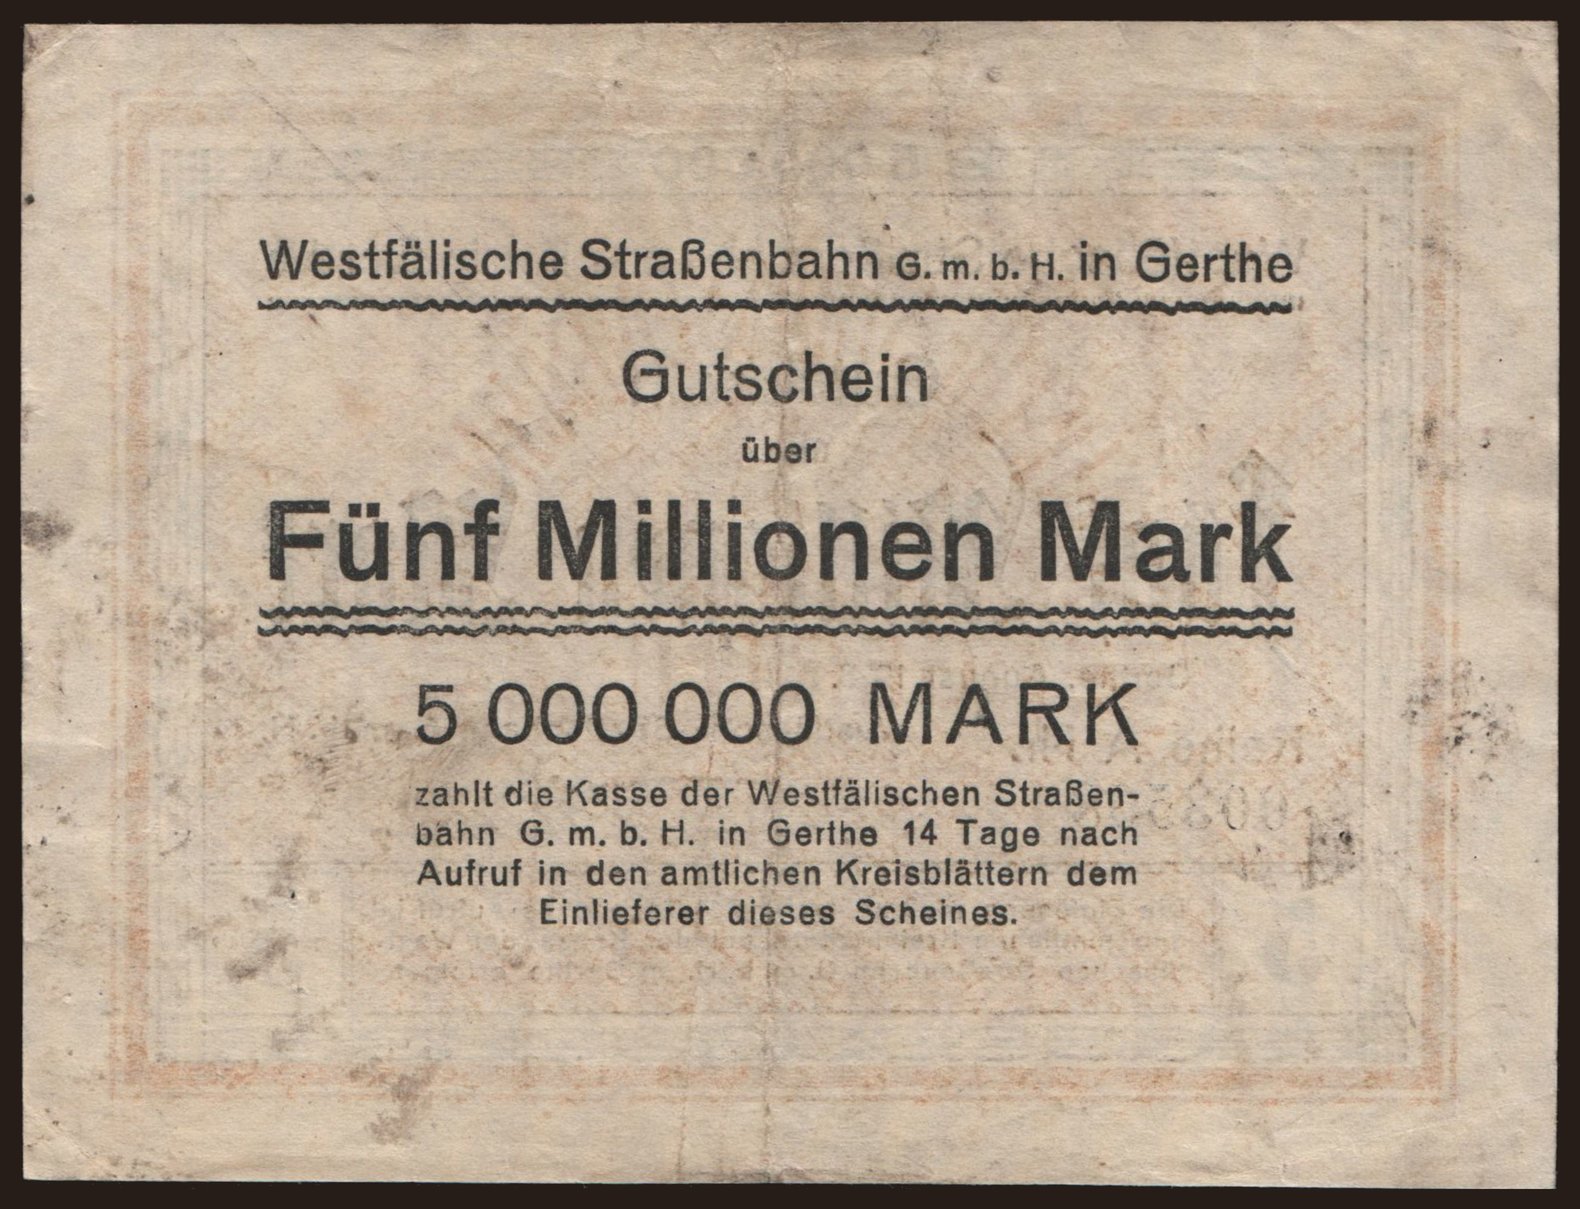 Westfälische Straßenbahn G. m. b. H. in Gerthe
Gutschein
über
Fünf Millionen Mark
5 000 000 MARK
zahlt die Kasse der Westfälischen Straßen-
bahn G. m. b. H. in Gerthe 14 Tage nach
Aufruf in den amtlichen Kreisblättern dem
Einlieferer dieses Scheines.